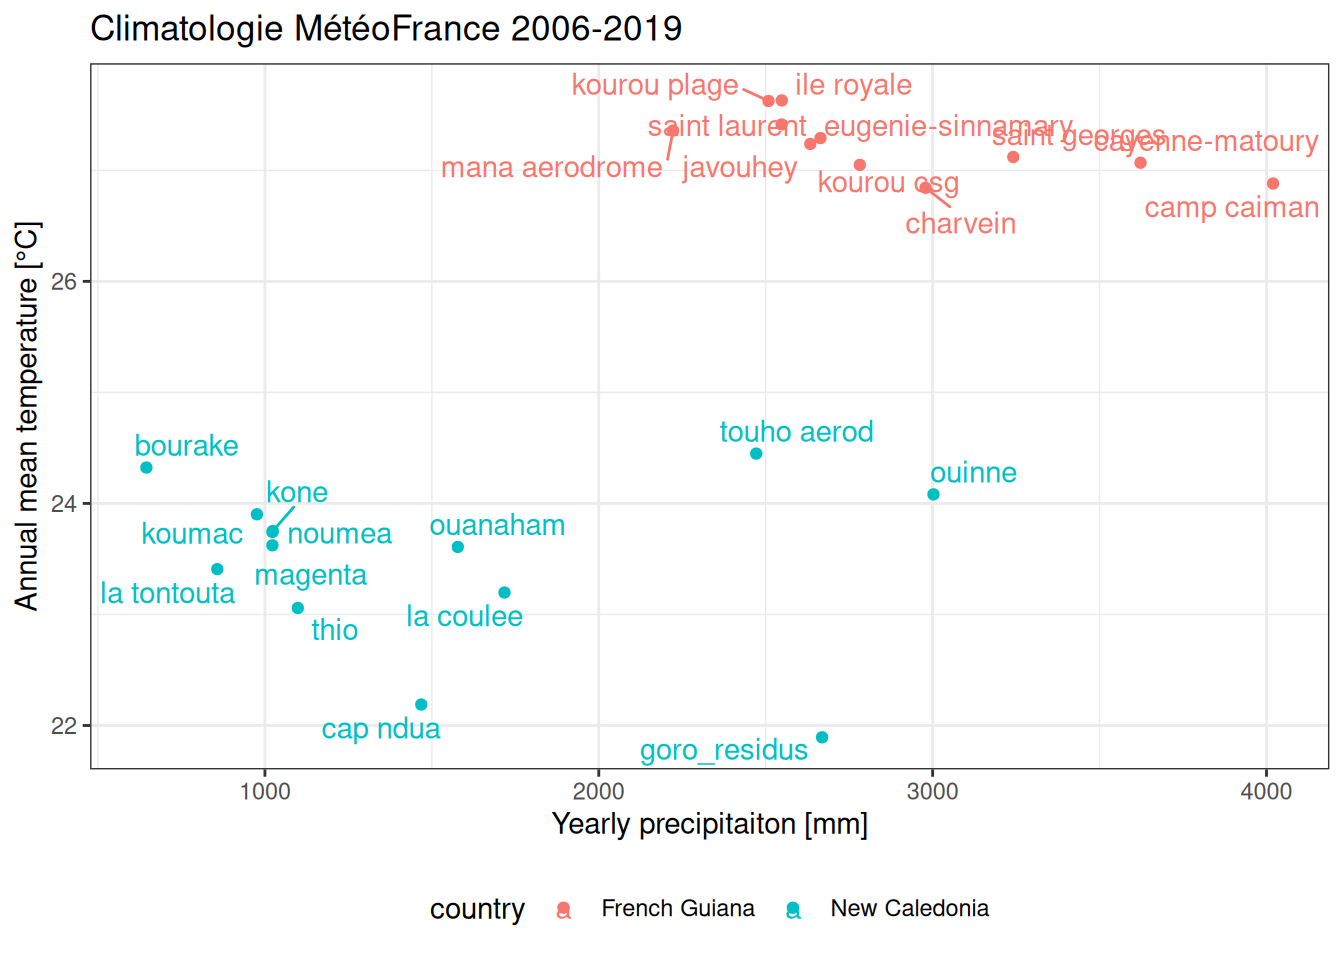 Climatologie MétéoFrance 2006-2019
kourou plage
ile royale
saint laurent
eugenie-sinnamary
saint georges
cayenne-matoury
mana aerodrome
javouhey
kourou csg
camp caiman
charvein
Annual mean temperature [°C]
26
24
22
bourake
touho aerod
ouinne
kone
koumac
noumea
ouanaham
la tontouta
magenta
la coulee
thio
cap ndua
goro_residus
1000 2000 3000 4000
Yearly precipitaiton [mm]
country a French Guiana a New Caledonia